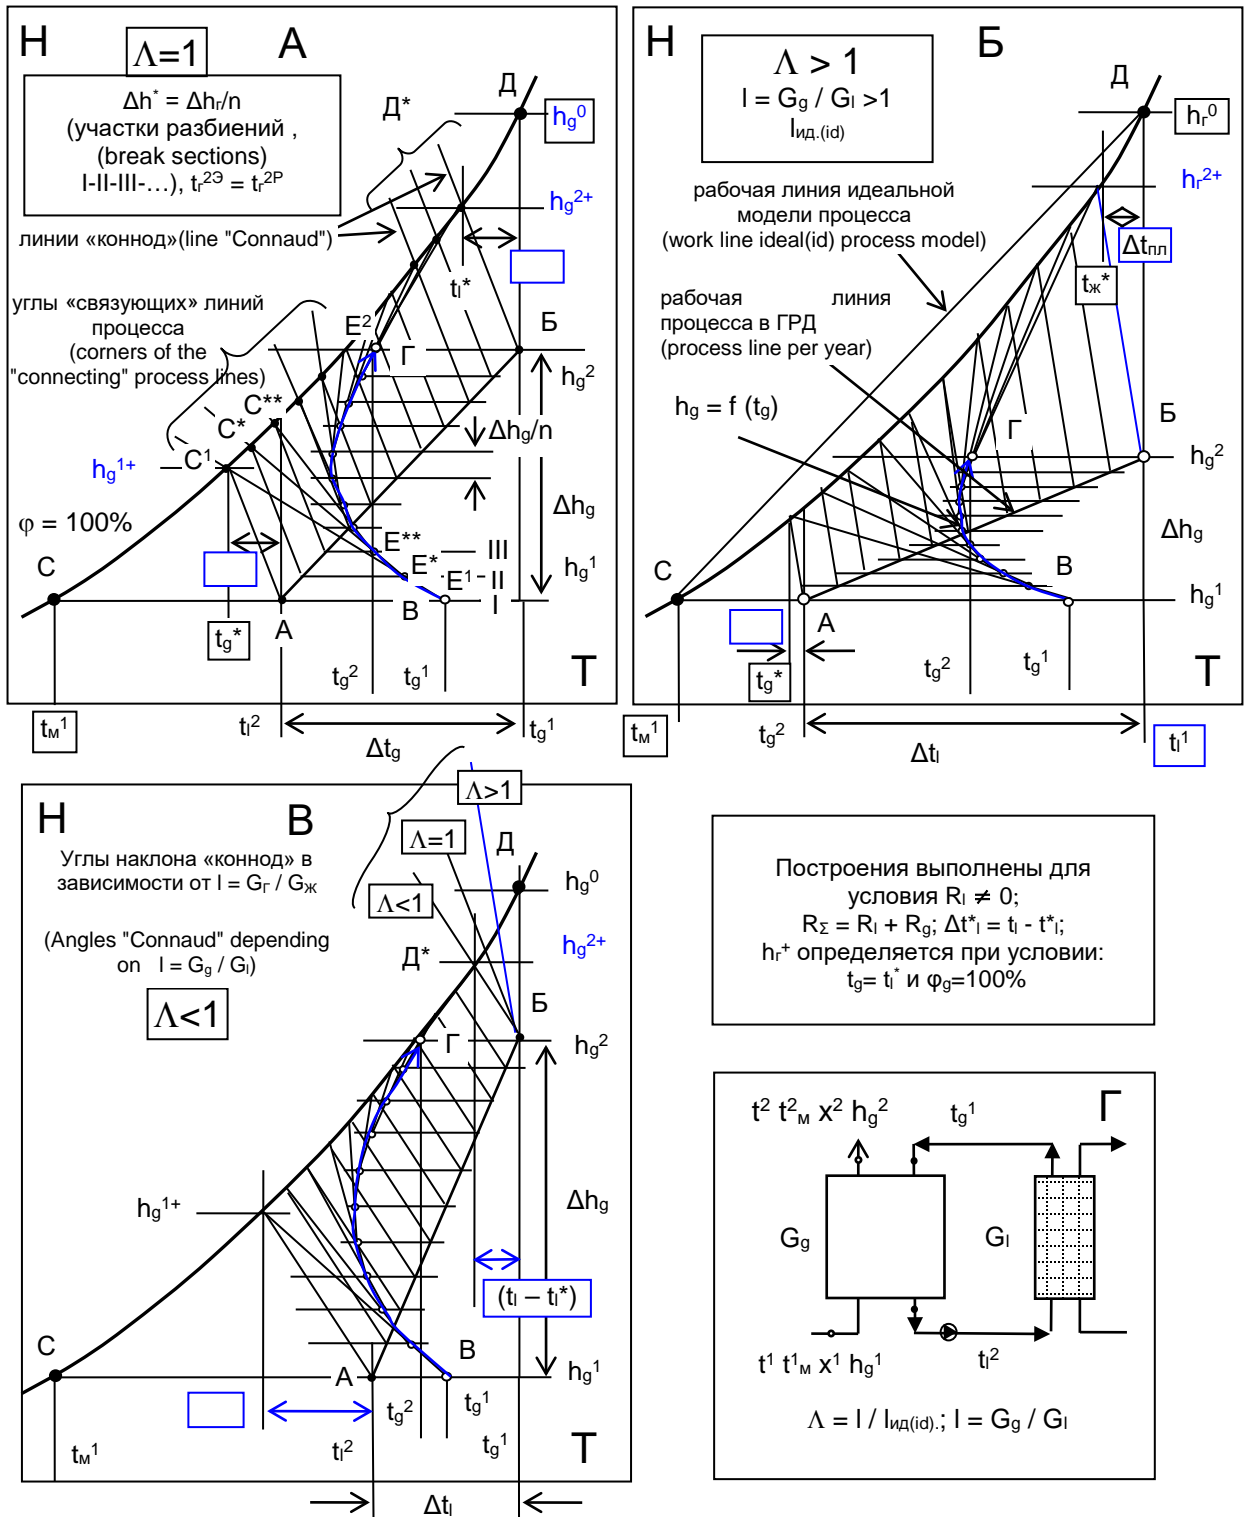 Н
А
Λ=1
Δh* = Δhг/n
(участки разбиений ,
(break sections)
I-II-III-…), tг²ᴲ = tг²ᴾ
линии «коннод»(line "Connaud")
углы «связующих» линий
процесса
(corners of the
"connecting" process lines)
Д
Д*
hg⁰
hg²⁺
tl*
E²
Г
Б
hg²
C**
C*
C¹
hg¹⁺
Δhg/n
Δhg
φ = 100%
E**
E*
E¹
III
II
I
hg¹
С
А
В
tg*
tg²
tg¹
Т
tм¹
tl²
Δtg
tg¹
Н
Б
Λ > 1
l = Gg / Gl >1
lид.(id)
рабочая линия идеальной
модели процесса
(work line ideal(id) process model)
рабочая линия
процесса в ГРД
(process line per year)
hg = f (tg)
Д
hг⁰
hг²⁺
Δtпл
tж*
Б
Г
hg²
Δhg
С
В
А
hg¹
tg*
tg²
tg¹
Т
tм¹
tg²
Δtl
tl¹
Н
В
Углы наклона «коннод» в
зависимости от l = GГ / GЖ
(Angles "Connaud" depending
on l = Gg / Gl)
Λ<1
Λ>1
Λ=1
Λ<1
Д
hg⁰
Д*
hg²⁺
Б
Г
hg²
hg¹⁺
Δhg
(tl – tl*)
С
В
А
hg¹
tм¹
tl²
tg²
tg¹
tg¹
Т
Δtl
Построения выполнены для
условия Rl ≠ 0;
RΣ = Rl + Rg; Δt*l = tl - t*l;
hг⁺ определяется при условии:
tg= tl* и φg=100%
t² t²м x² hg²
tg¹
Г
Gg
Gl
t¹ t¹м x¹ hg¹
tl²
Λ = l / lид(id).; l = Gg / Gl